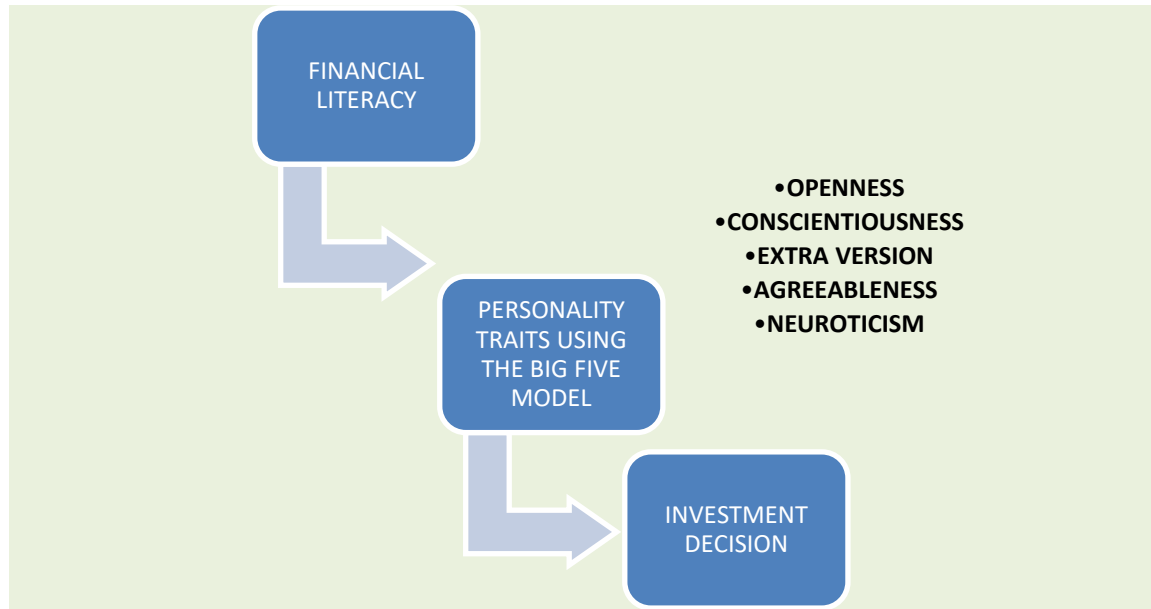 FINANCIAL
LITERACY
•OPENNESS
•CONSCIENTIOUSNESS
•EXTRA VERSION
•AGREEABLENESS
•NEUROTICISM
PERSONALITY
TRAITS USING
THE BIG FIVE
MODEL
INVESTMENT
DECISION